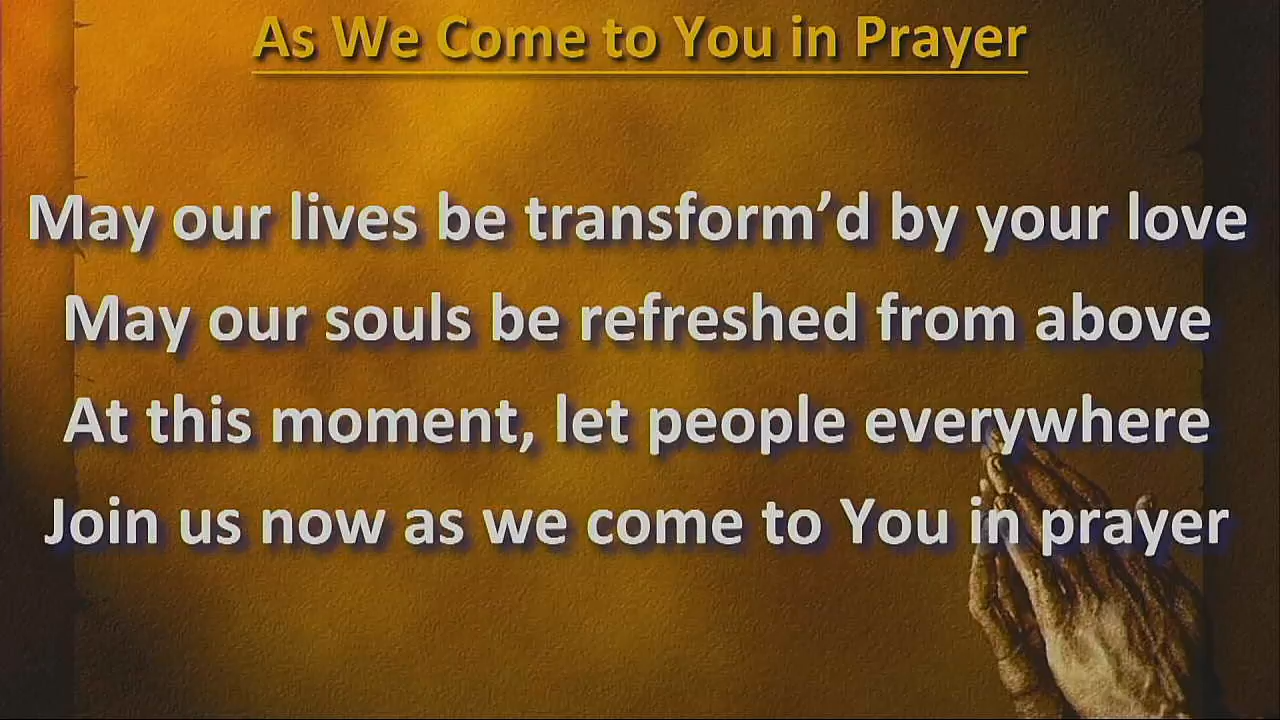 As We Come to You in Prayer
May our lives be transform’d by your love
May our souls be refreshed from above
At this moment, let people everywhere
Join us now as we come to You in prayer